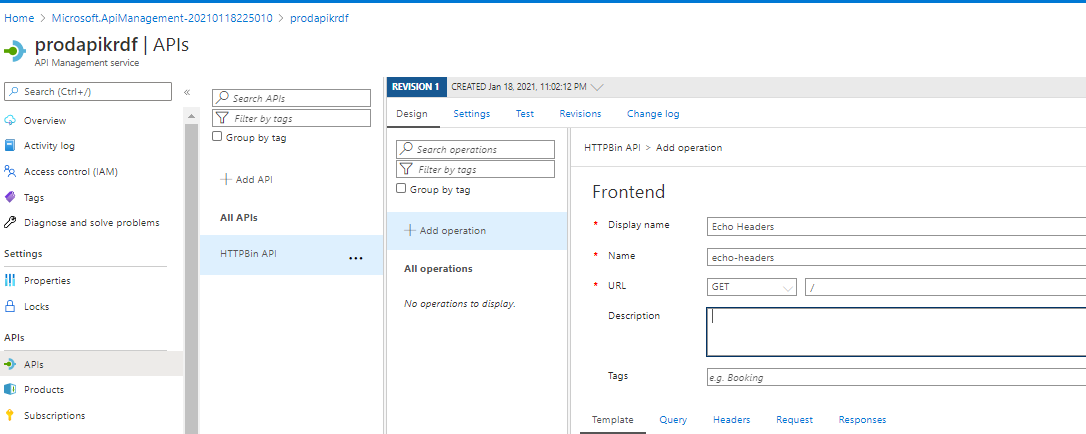 Home > Microsoft.ApiManagement-20210118225010 > prodapikrdf
prodapikrdf | APIs
API Management service
Search (Ctrl+/) «
Overview
Activity log
Access control (IAM)
Tags
Diagnose and solve problems
Settings
Properties
Locks
APIs
APIs
Products
Subscriptions
Search APIs
Filter by tags
Group by tag
+ Add API
All APIs
HTTPBin API ...
REVISION 1 CREATED Jan 18, 2021, 11:02:12 PM
Design Settings Test Revisions Change log
Search operations
Filter by tags
Group by tag
+ Add operation
All operations
No operations to display.
HTTPBin API > Add operation
Frontend
* Display name Echo Headers
* Name echo-headers
* URL GET /
Description
Tags e.g. Booking
Template Query Headers Request Responses